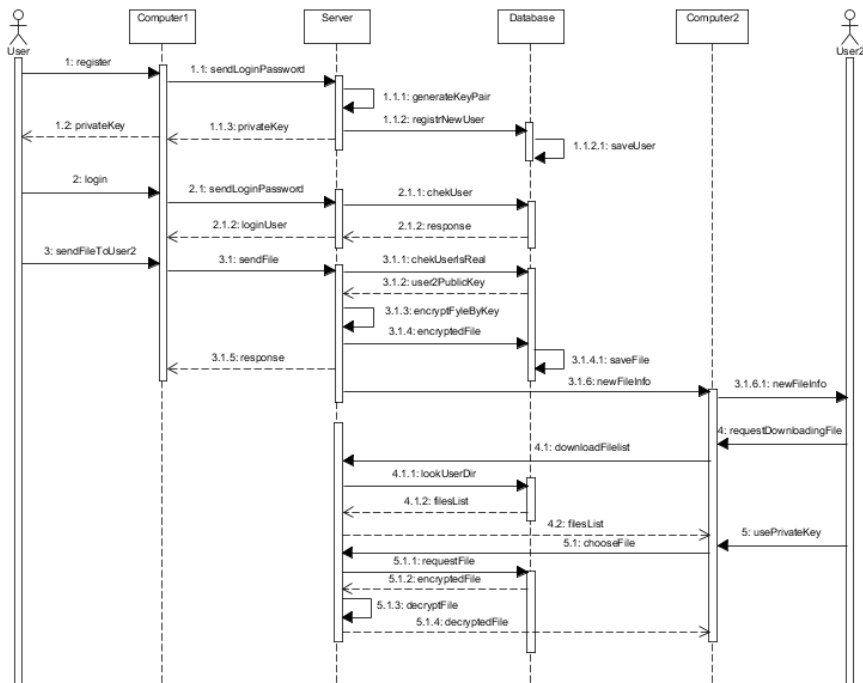 Computer1
Server
Database
Computer2
User
User2
1: register
1.1: sendLoginPassword
1.1.1: generateKeyPair
1.1.2: registrNewUser
1.2: privateKey
1.1.3: privateKey
1.1.2.1: saveUser
2: login
2.1: sendLoginPassword
2.1.1: chekUser
2.1.2: loginUser
2.1.2: response
3: sendFileToUser2
3.1: sendFile
3.1.1: chekUserIsReal
3.1.2: user2PublicKey
3.1.3: encryptFyleByKey
3.1.4: encryptedFile
3.1.5: response
3.1.4.1: saveFile
3.1.6: newFileInfo
3.1.6.1: newFileInfo
4: requestDownloadingFile
4.1: downloadFilelist
4.1.1: lookUserDir
4.1.2: filesList
4.2: filesList
5: usePrivateKey
5.1: chooseFile
5.1.1: requestFile
5.1.2: encryptedFile
5.1.3: decryptFile
5.1.4: decryptedFile